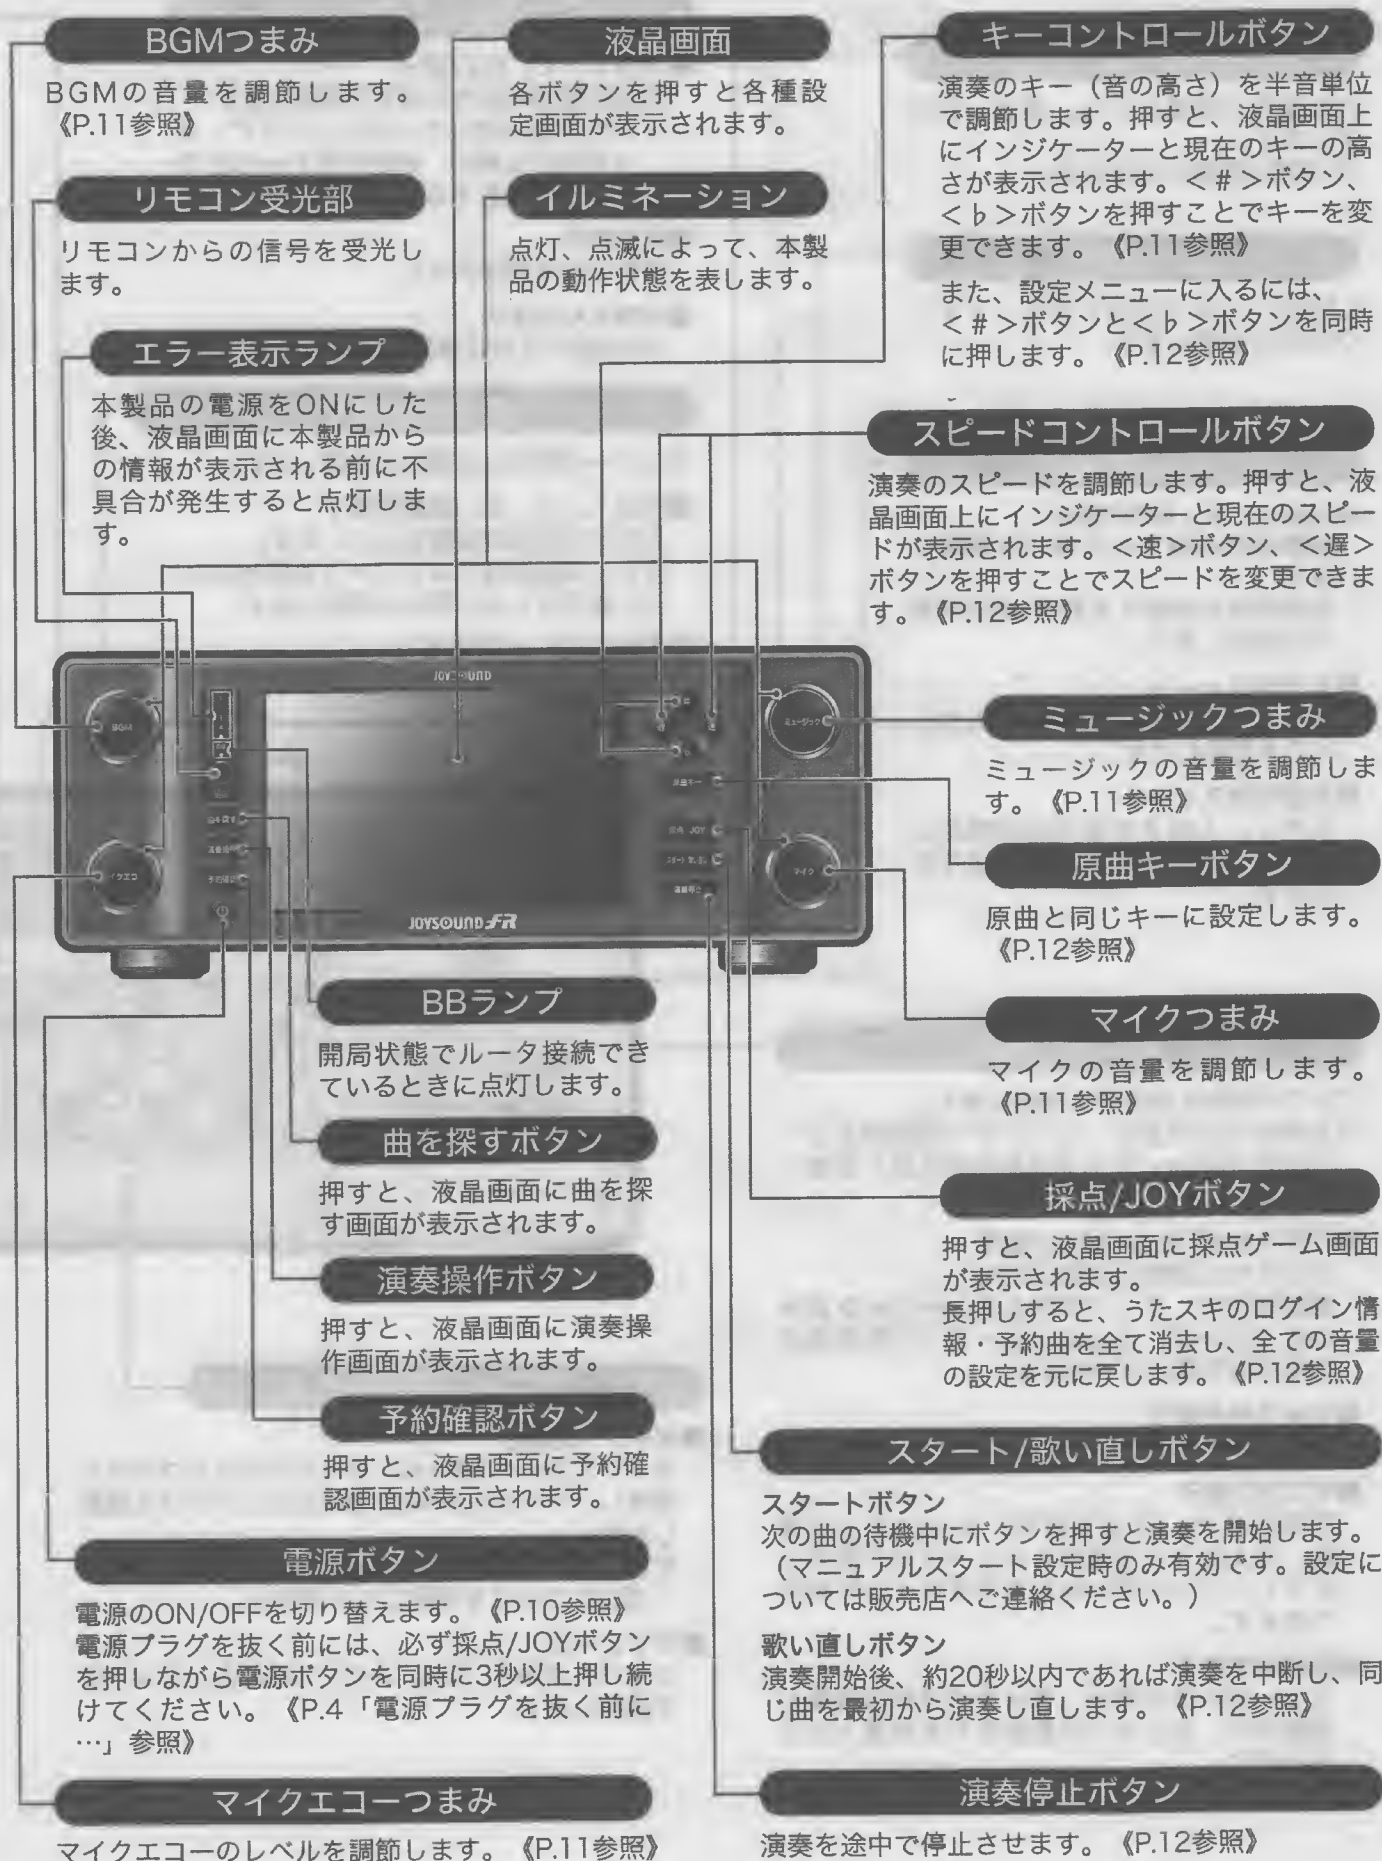 BGMつまみ
BGMの音量を調節します。
《P.11参照》
リモコン受光部
リモコンからの信号を受光し
ます。
エラー表示ランプ
本製品の電源をONにした
後、液晶画面に本製品から
の情報が表示される前に不
具合が発生すると点灯しま
す。
液晶画面
各ボタンを押すと各種設
定画面が表示されます。
イルミネーション
点灯、点滅によって、本製
品の動作状態を表します。
キーコントロールボタン
演奏のキー（音の高さ）を半音単位
で調節します。押すと、液晶画面上
にインジケーターと現在のキーの高
さが表示されます。＜♯＞ボタン、
＜♭＞ボタンを押すことでキーを変
更できます。《P.11参照》
また、設定メニューに入るには、
＜♯＞ボタンと＜♭＞ボタンを同時
に押します。《P.12参照》
スピードコントロールボタン
演奏のスピードを調節します。押すと、液
晶画面上にインジケーターと現在のスピー
ドが表示されます。＜速＞ボタン、＜遅＞
ボタンを押すことでスピードを変更できま
す。《P.12参照》
JOYSOUND
BGM
ミュージック
原曲キー
曲を探す
演奏操作
予約確認
採点 JOY
マイク
演奏停止
JOYSOUND FR
ミュージックつまみ
ミュージックの音量を調節しま
す。《P.11参照》
原曲キーボタン
原曲と同じキーに設定します。
《P.12参照》
マイクつまみ
マイクの音量を調節します。
《P.11参照》
採点/JOYボタン
押すと、液晶画面に採点ゲーム画面
が表示されます。
長押しすると、うたスキのログイン情
報・予約曲を全て消去し、全ての音量
の設定を元に戻します。《P.12参照》
BBランプ
開局状態でルータ接続でき
ているときに点灯します。
曲を探すボタン
押すと、液晶画面に曲を探
す画面が表示されます。
演奏操作ボタン
押すと、液晶画面に演奏操
作画面が表示されます。
予約確認ボタン
押すと、液晶画面に予約確
認画面が表示されます。
電源ボタン
電源のON/OFFを切り替えます。《P.10参照》
電源プラグを抜く前には、必ず採点/JOYボタン
を押しながら電源ボタンを同時に3秒以上押し続
けてください。《P.4「電源プラグを抜く前に
…」参照》
マイクエコーつまみ
マイクエコーのレベルを調節します。《P.11参照》
スタート/歌い直しボタン
スタートボタン
次の曲の待機中にボタンを押すと演奏を開始します。
（マニュアルスタート設定時のみ有効です。設定に
ついては販売店へご連絡ください。）
歌い直しボタン
演奏開始後、約20秒以内であれば演奏を中断し、同
じ曲を最初から演奏し直します。《P.12参照》
演奏停止ボタン
演奏を途中で停止させます。《P.12参照》